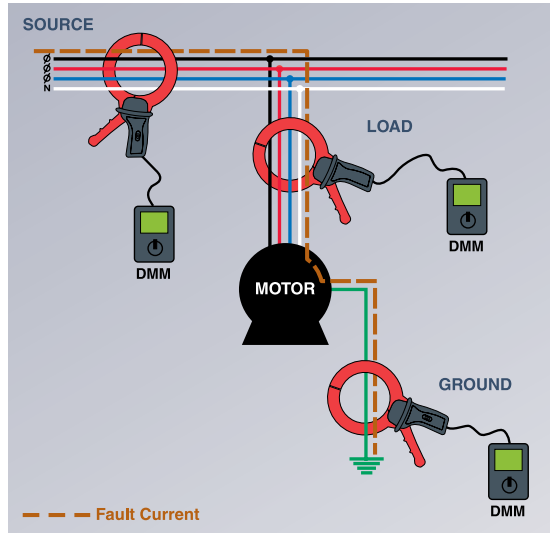 SOURCE
Ø
Ø
Ø
N
LOAD
DMM
DMM
MOTOR
GROUND
DMM
Fault Current